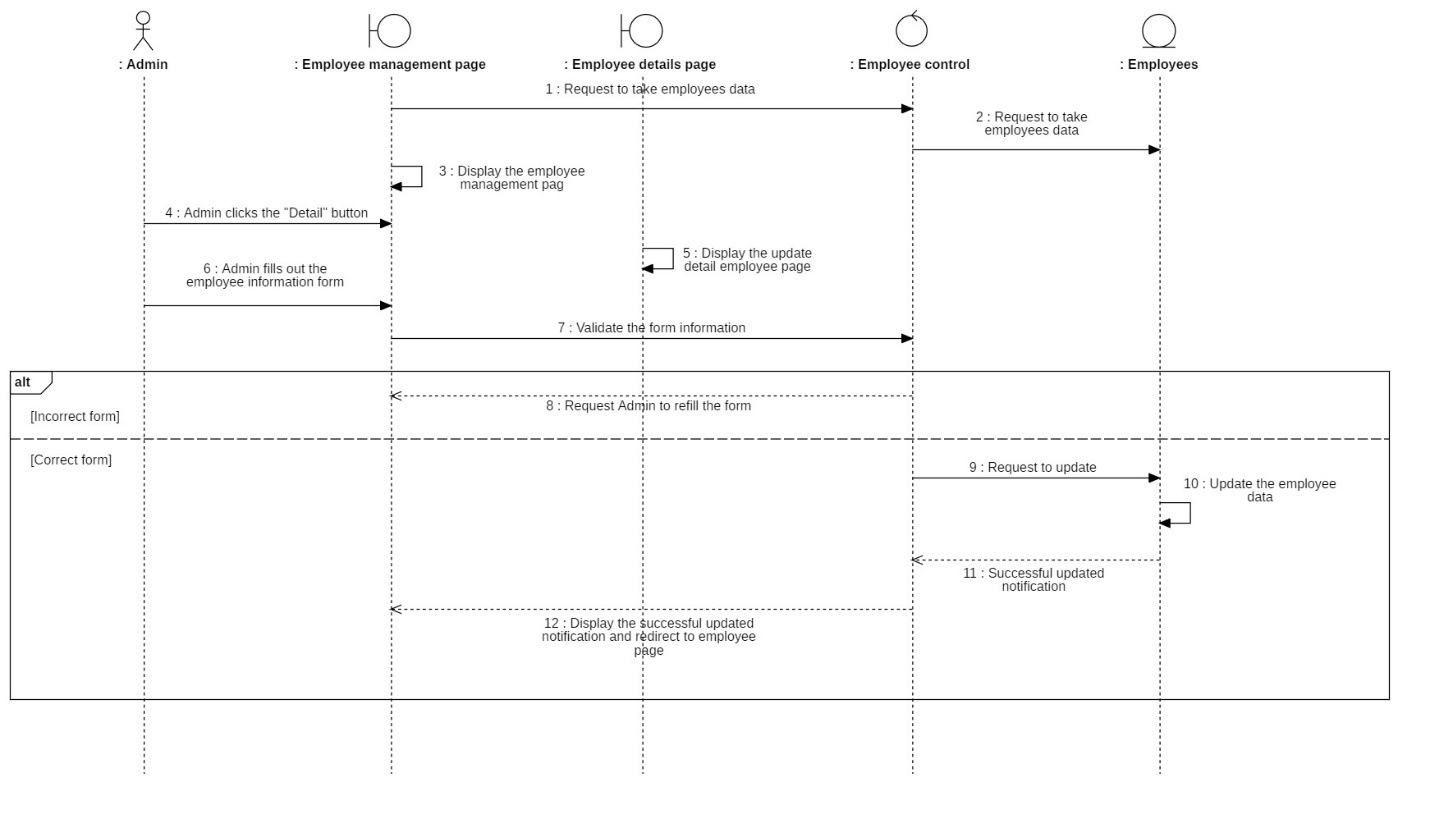 : Admin
: Employee management page
: Employee details page
: Employee control
: Employees
1 : Request to take employees data
2 : Request to take
employees data
3 : Display the employee
management pag
4 : Admin clicks the "Detail" button
5 : Display the update
detail employee page
6 : Admin fills out the
employee information form
7 : Validate the form information
alt
8 : Request Admin to refill the form
[Incorrect form]
[Correct form]
9 : Request to update
10 : Update the employee
data
11 : Successful updated
notification
12 : Display the successful updated
notification and redirect to employee
page